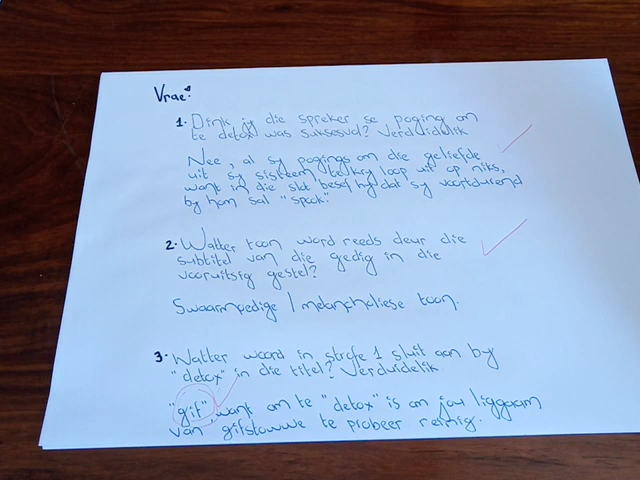 Vrae:
1. Dink jy die spreker se poging om
te detox was suksesvol? Verduidelik
Nee, al sy pogings om die geliefde
uit sy sisteem te kry loop uit op niks,
want in die slot besef hy dat sy voortdurend
by hom sal "spook".
2. Watter toon word reeds deur die
subtitel van die gedig in die
vooruitsig gestel?
Swaarmoedige / melancholiese toon.
3. Watter woord in strofe 1 sluit aan by
"detox" in die titel? Verduidelik
"gif", want om te "detox" is om jou liggaam
van gifstowwe te probeer reinig.